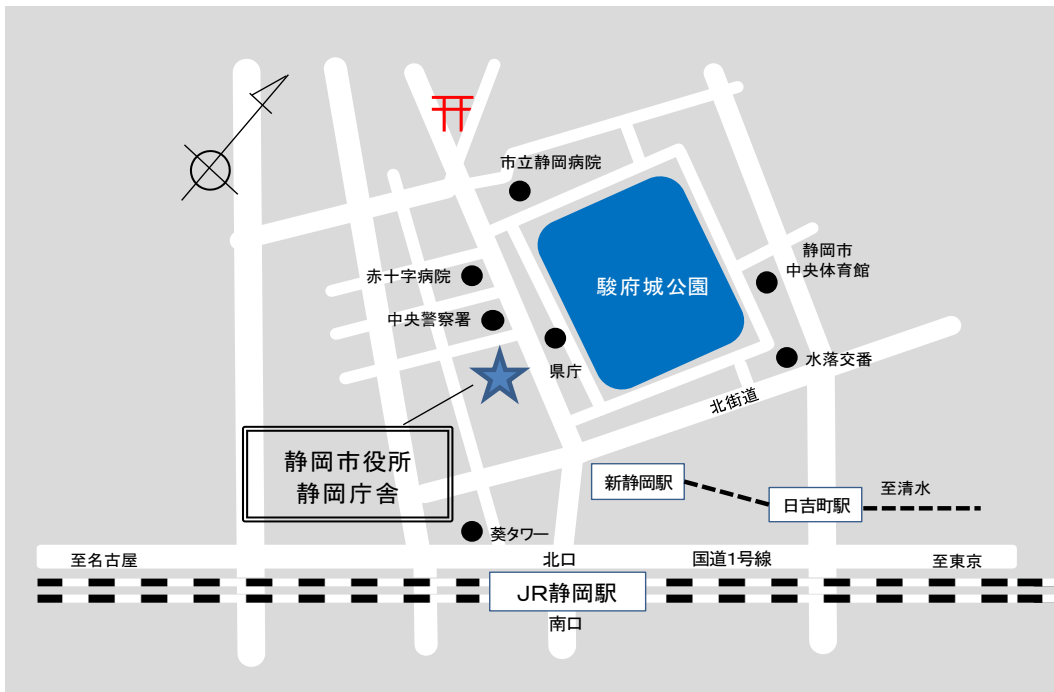 市立静岡病院
静岡市
中央体育館
赤十字病院
駿府城公園
中央警察署
県庁
水落交番
北街道
静岡市役所
静岡庁舎
新静岡駅
日吉町駅
至清水
葵タワー
至名古屋
北口
国道1号線
至東京
JR静岡駅
南口